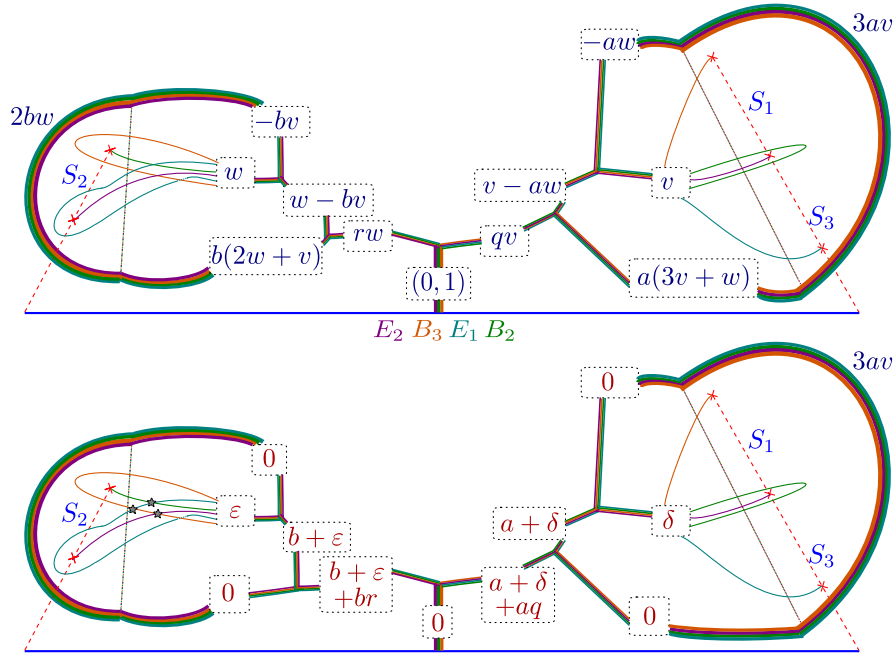 −aw
3av
2bw
−bv
S₁
S₂
w
v − aw
v
w − bv
S₃
b(2w + v)
rw
qv
(0, 1)
a(3v + w)
E₂ B₃ E₁ B₂
0
3av
0
S₁
S₂
ε
a + δ
δ
b + ε
S₃
0
b + ε
+br
0
a + δ
+aq
0